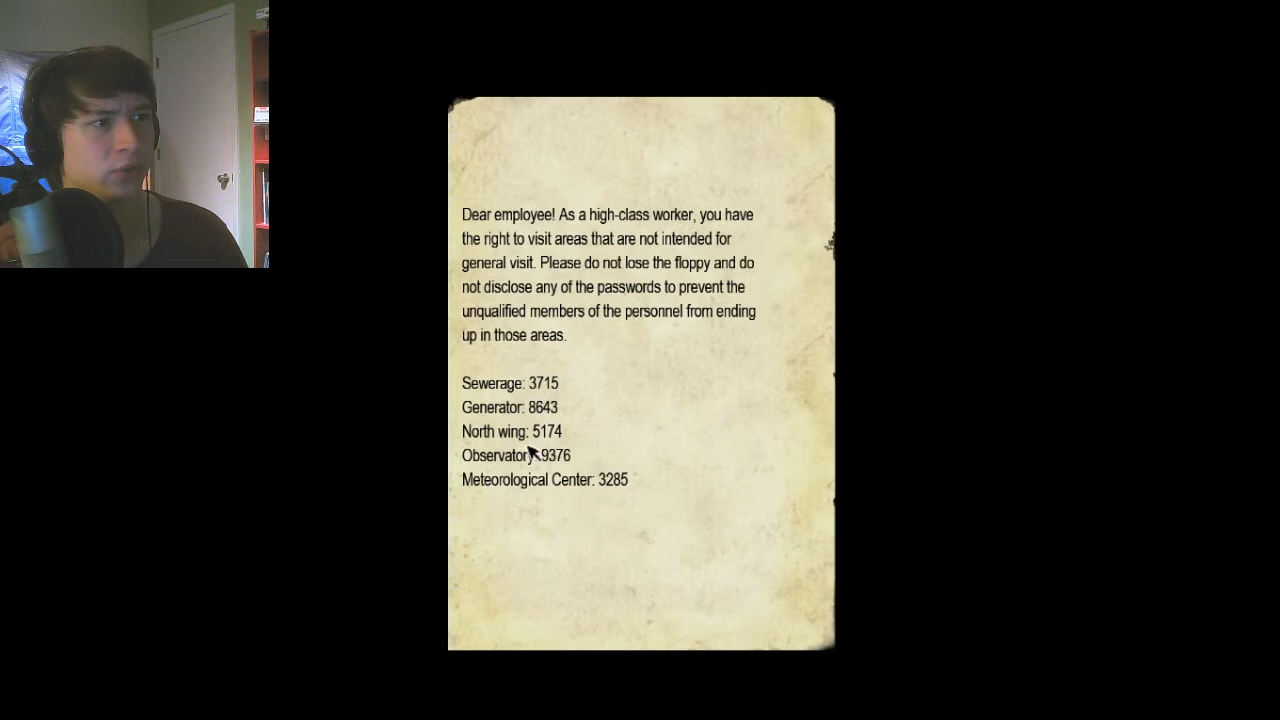 Dear employee! As a high-class worker, you have
the right to visit areas that are not intended for
general visit. Please do not lose the floppy and do
not disclose any of the passwords to prevent the
unqualified members of the personnel from ending
up in those areas.
Sewerage: 3715
Generator: 8643
North wing: 5174
Observatory: 9376
Meteorological Center: 3285